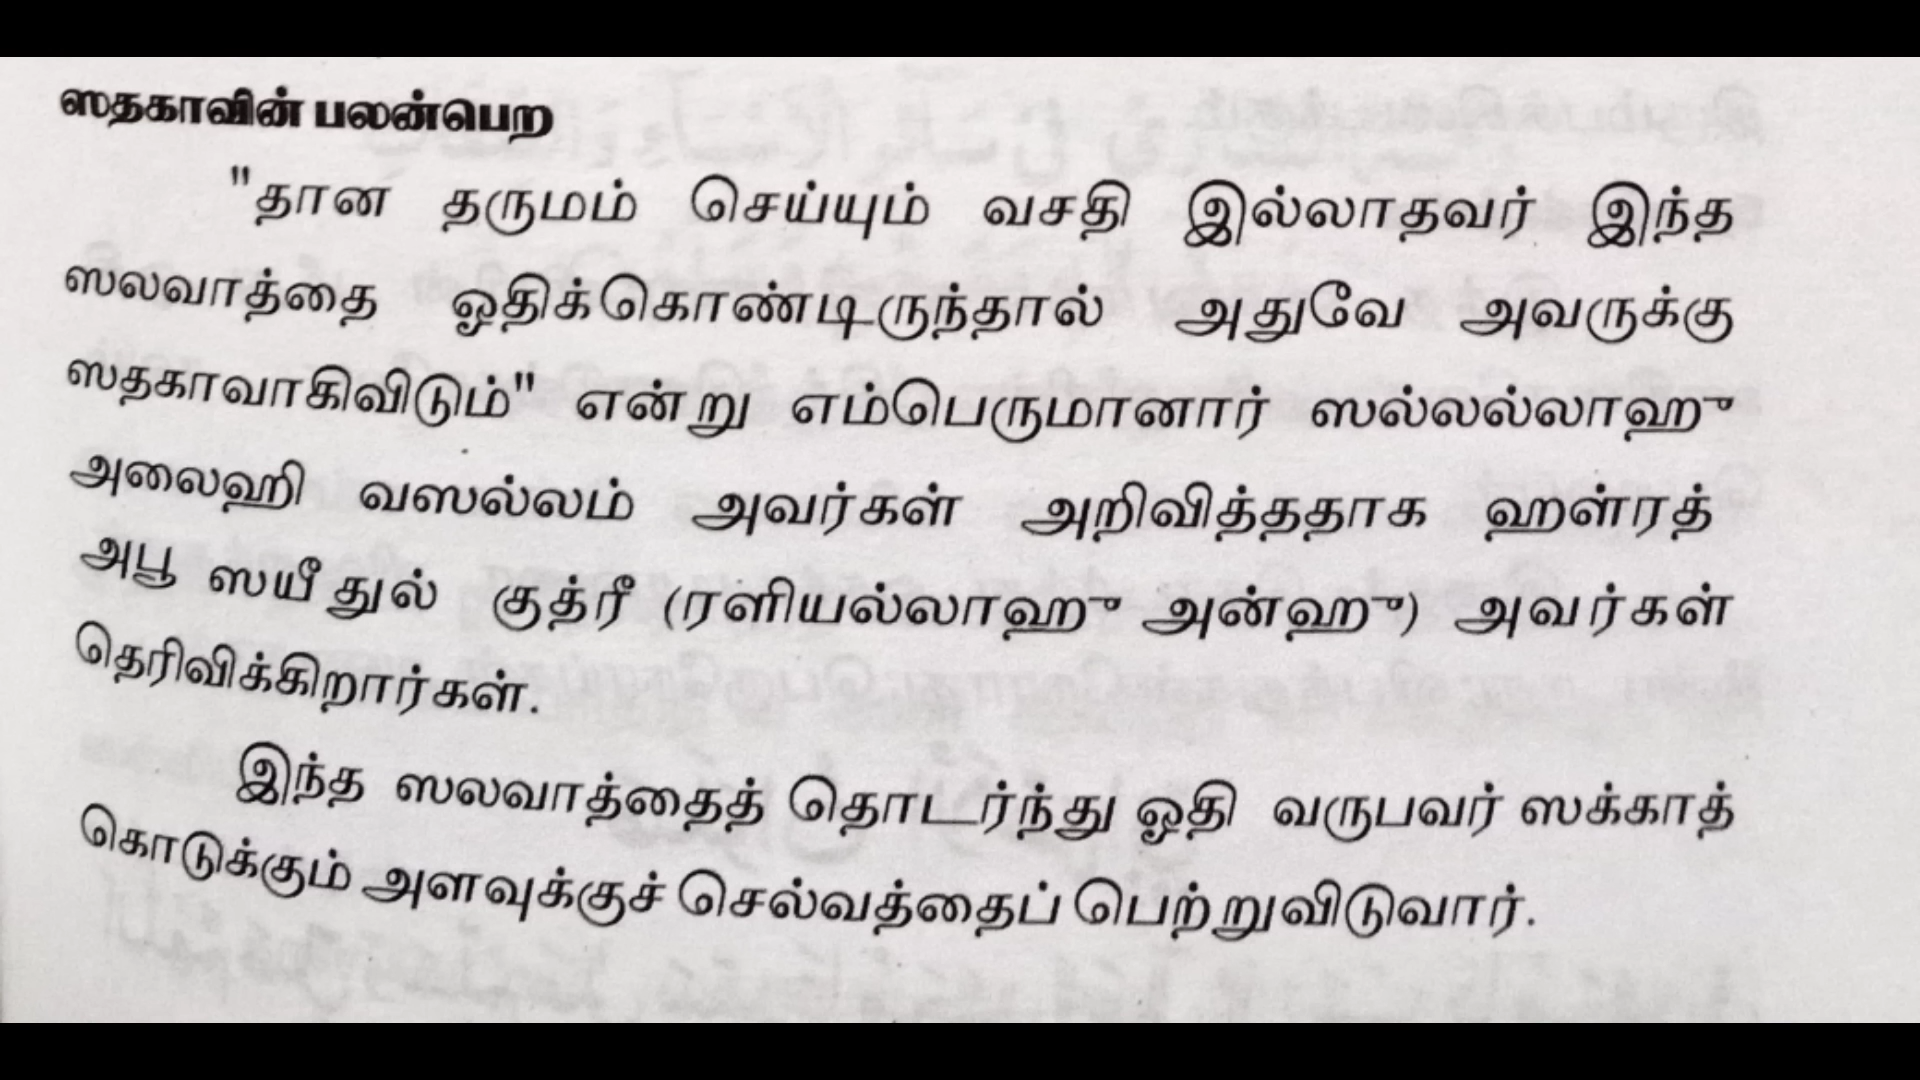 ஸதகாவின் பலன்பெற
"தான தருமம் செய்யும் வசதி இல்லாதவர் இந்த
ஸலவாத்தை ஓதிக்கொண்டிருந்தால் அதுவே அவருக்கு
ஸதகாவாகிவிடும்" என்று எம்பெருமானார் ஸல்லல்லாஹு
அலைஹி வஸல்லம் அவர்கள் அறிவித்ததாக ஹள்ரத்
அபூ ஸயீதுல் குத்ரீ (ரளியல்லாஹு அன்ஹு) அவர்கள்
தெரிவிக்கிறார்கள்.
இந்த ஸலவாத்தைத் தொடர்ந்து ஓதி வருபவர் ஸக்காத்
கொடுக்கும் அளவுக்குச் செல்வத்தைப் பெற்றுவிடுவார்.